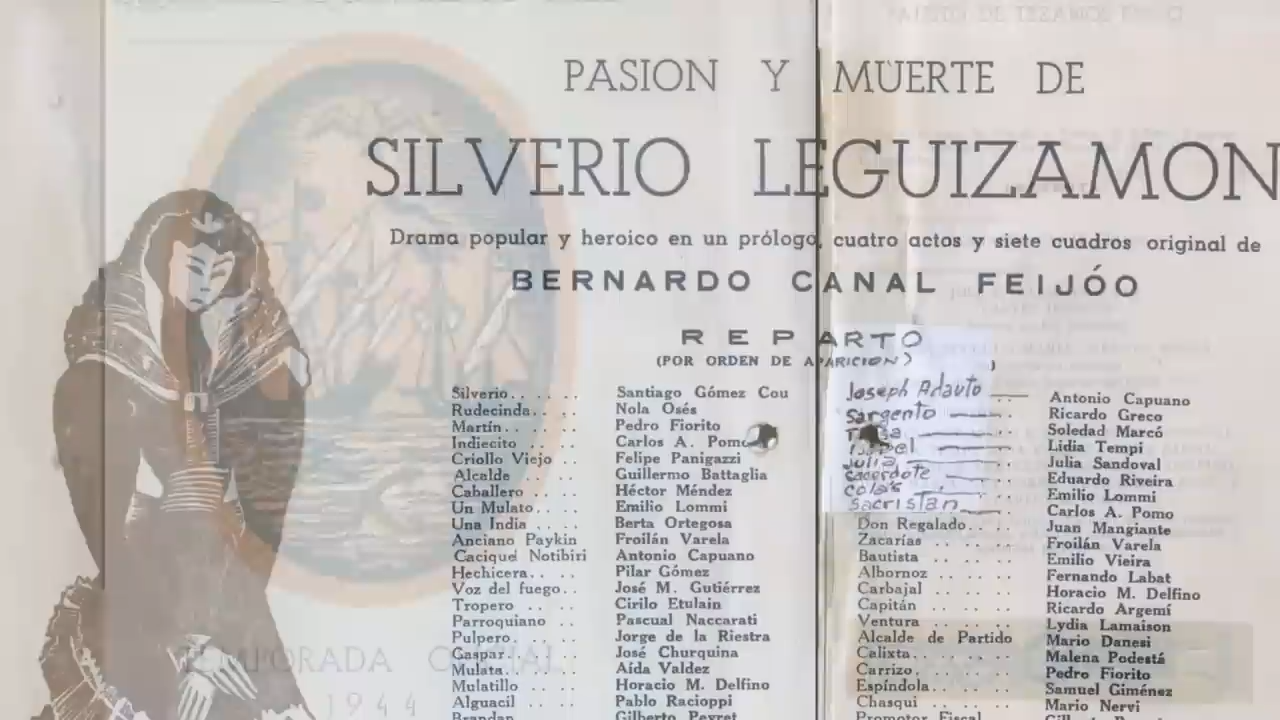 PASION Y MUERTE DE
SILVERIO LEGUIZAMON
Drama popular y heroico en un prólogo, cuatro actos y siete cuadros original de
BERNARDO CANAL FEIJÓO
REPARTO
(POR ORDEN DE APARICION)
Silverio. . . . . . Santiago Gómez Cou
Rudecinda. . . . Nola Osés
Martín. . . . . . Pedro Fiorito
Indiecito . . . . Carlos A. Pomo
Criollo Viejo . . Felipe Panigazzi
Alcalde . . . . Guillermo Battaglia
Caballero . . . . Héctor Méndez
Un Mulato. . . . Emilio Lommi
Una India . . . . Berta Ortegosa
Anciano Paykin Froilán Varela
Cacique Notibiri Antonio Capuano
Hechicera. . . . Pilar Gómez
Voz del fuego. . José M. Gutiérrez
Tropero . . . . Cirilo Etulain
Parroquiano . . Pascual Naccarati
Pulpero. . . . . Jorge de la Riestra
Gaspar. . . . . José Churquina
Mulata. . . . . Aída Valdez
Mulatillo . . . . Horacio M. Delfino
Alguacil . . . . Pablo Racioppi
Brandan Gilberto Peyret
Joseph Adauto — Antonio Capuano
Sargento — Ricardo Greco
Soledad Marcó
Isabel — Lidia Tempi
Julia — Julia Sandoval
Sacerdote — Eduardo Riveira
Colás — Emilio Lommi
Sacristan — Carlos A. Pomo
Don Regalado. . . Juan Mangiante
Zacarías . . . . . Froilán Varela
Bautista . . . . . Emilio Vieira
Albornoz . . . . . Fernando Labat
Carbajal . . . . . Horacio M. Delfino
Capitán . . . . . Ricardo Argemí
Ventura . . . . . Lydia Lamaison
Alcalde de Partido Mario Danesi
Calixta. . . . . . Malena Podestá
Carrizo. . . . . . Pedro Fiorito
Espíndola. . . . . Samuel Giménez
Chasqui . . . . . Mario Nervi
Promotor Fiscal
TEMPORADA OFICIAL
1944